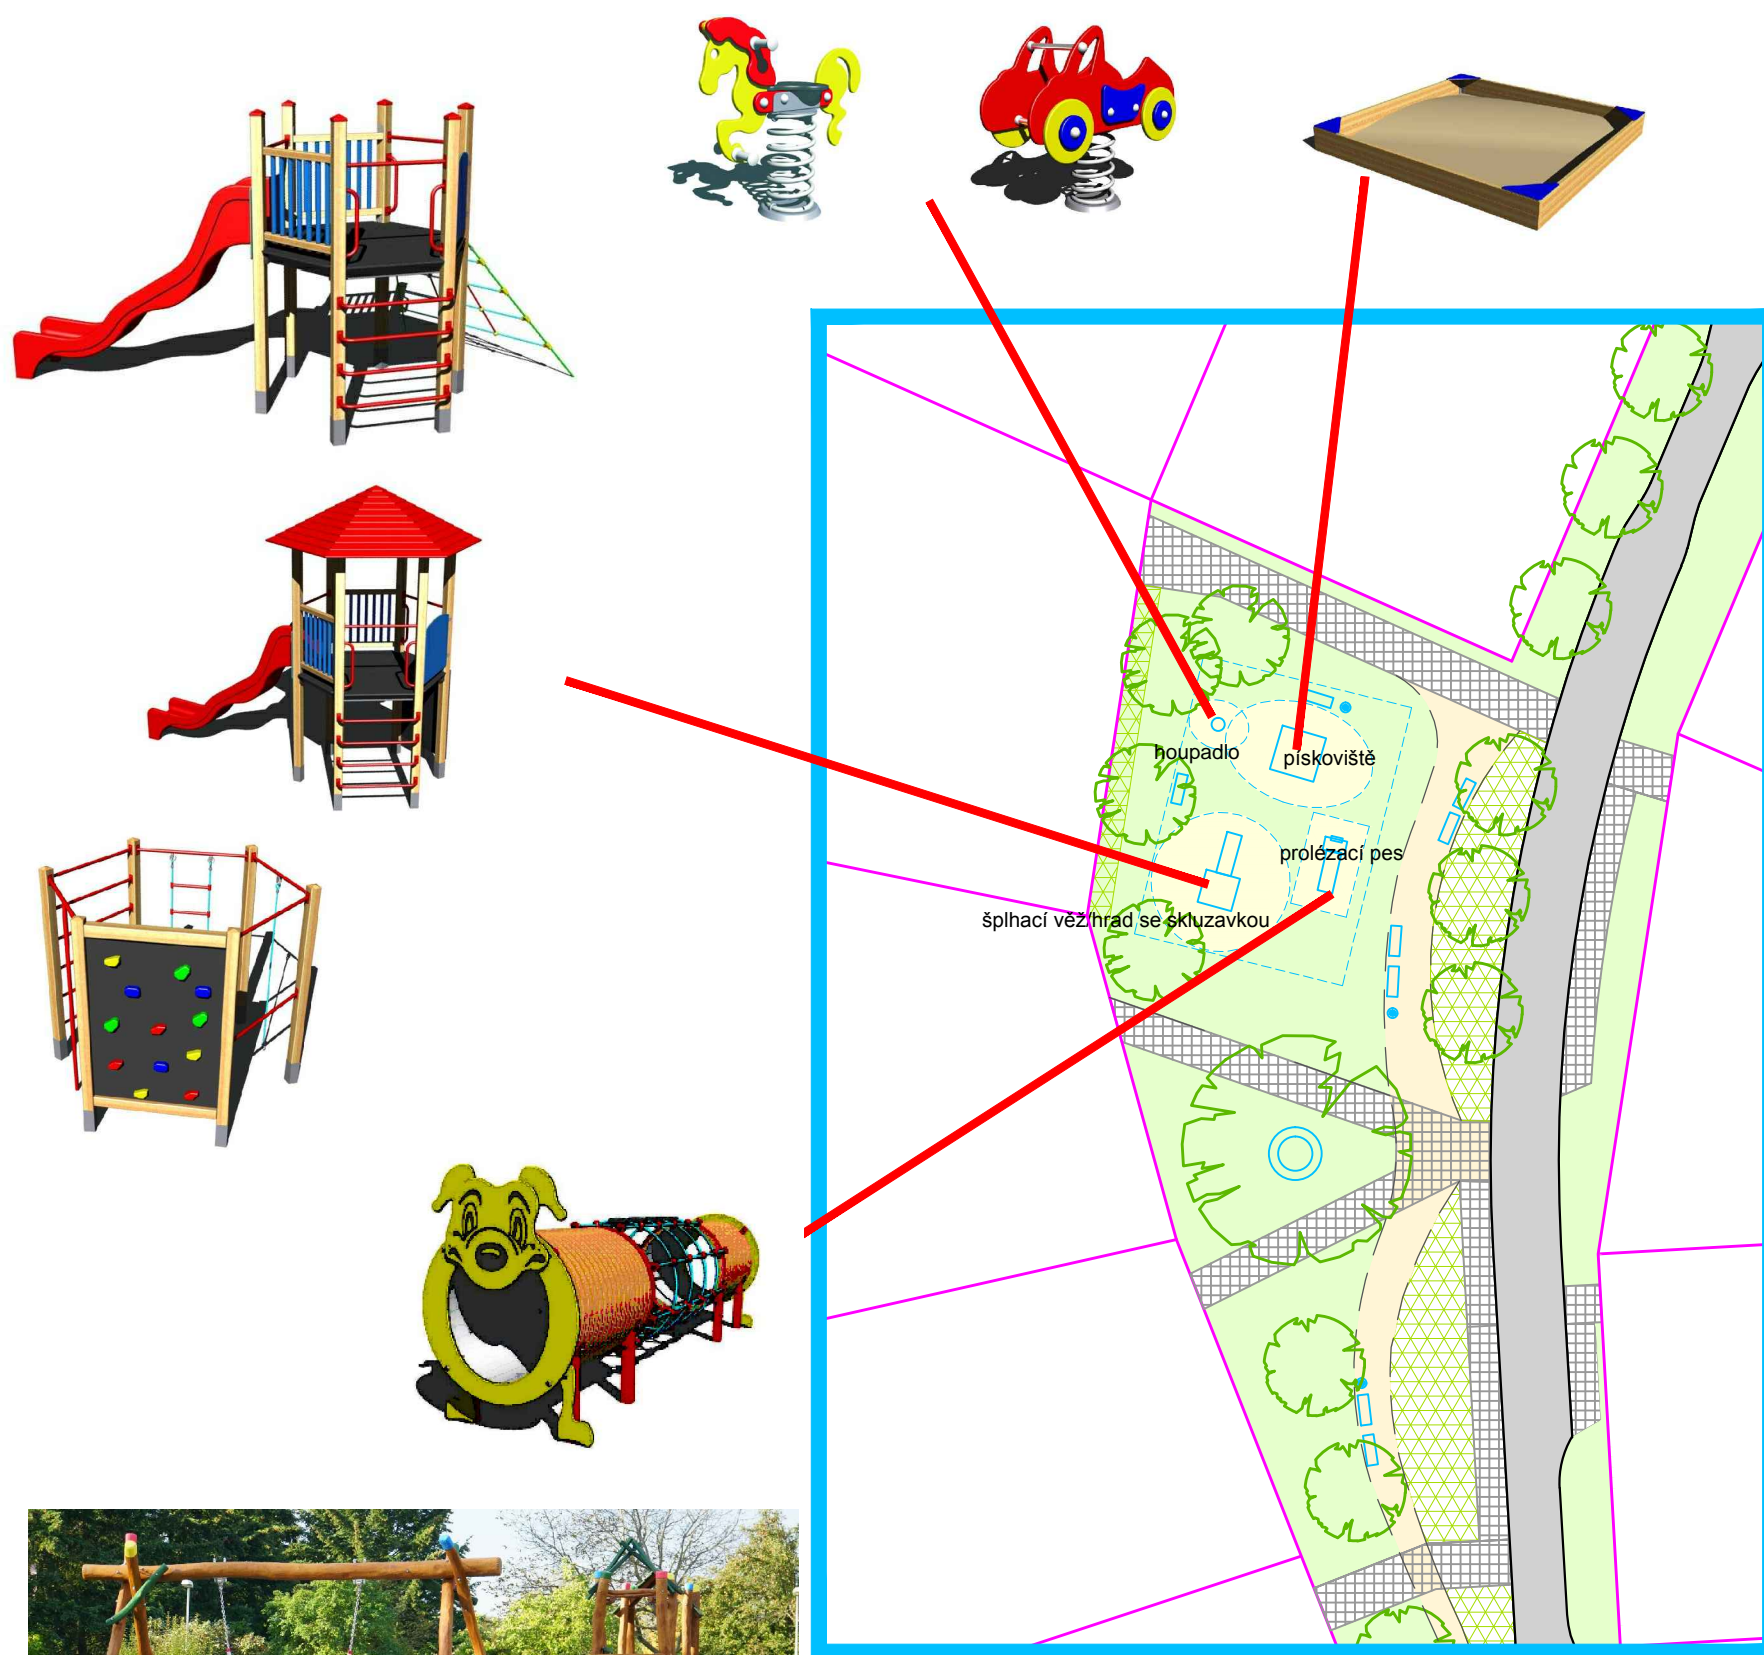 houpadlo
pískoviště
prolézací pes
šplhací věž/hrad se skluzavkou